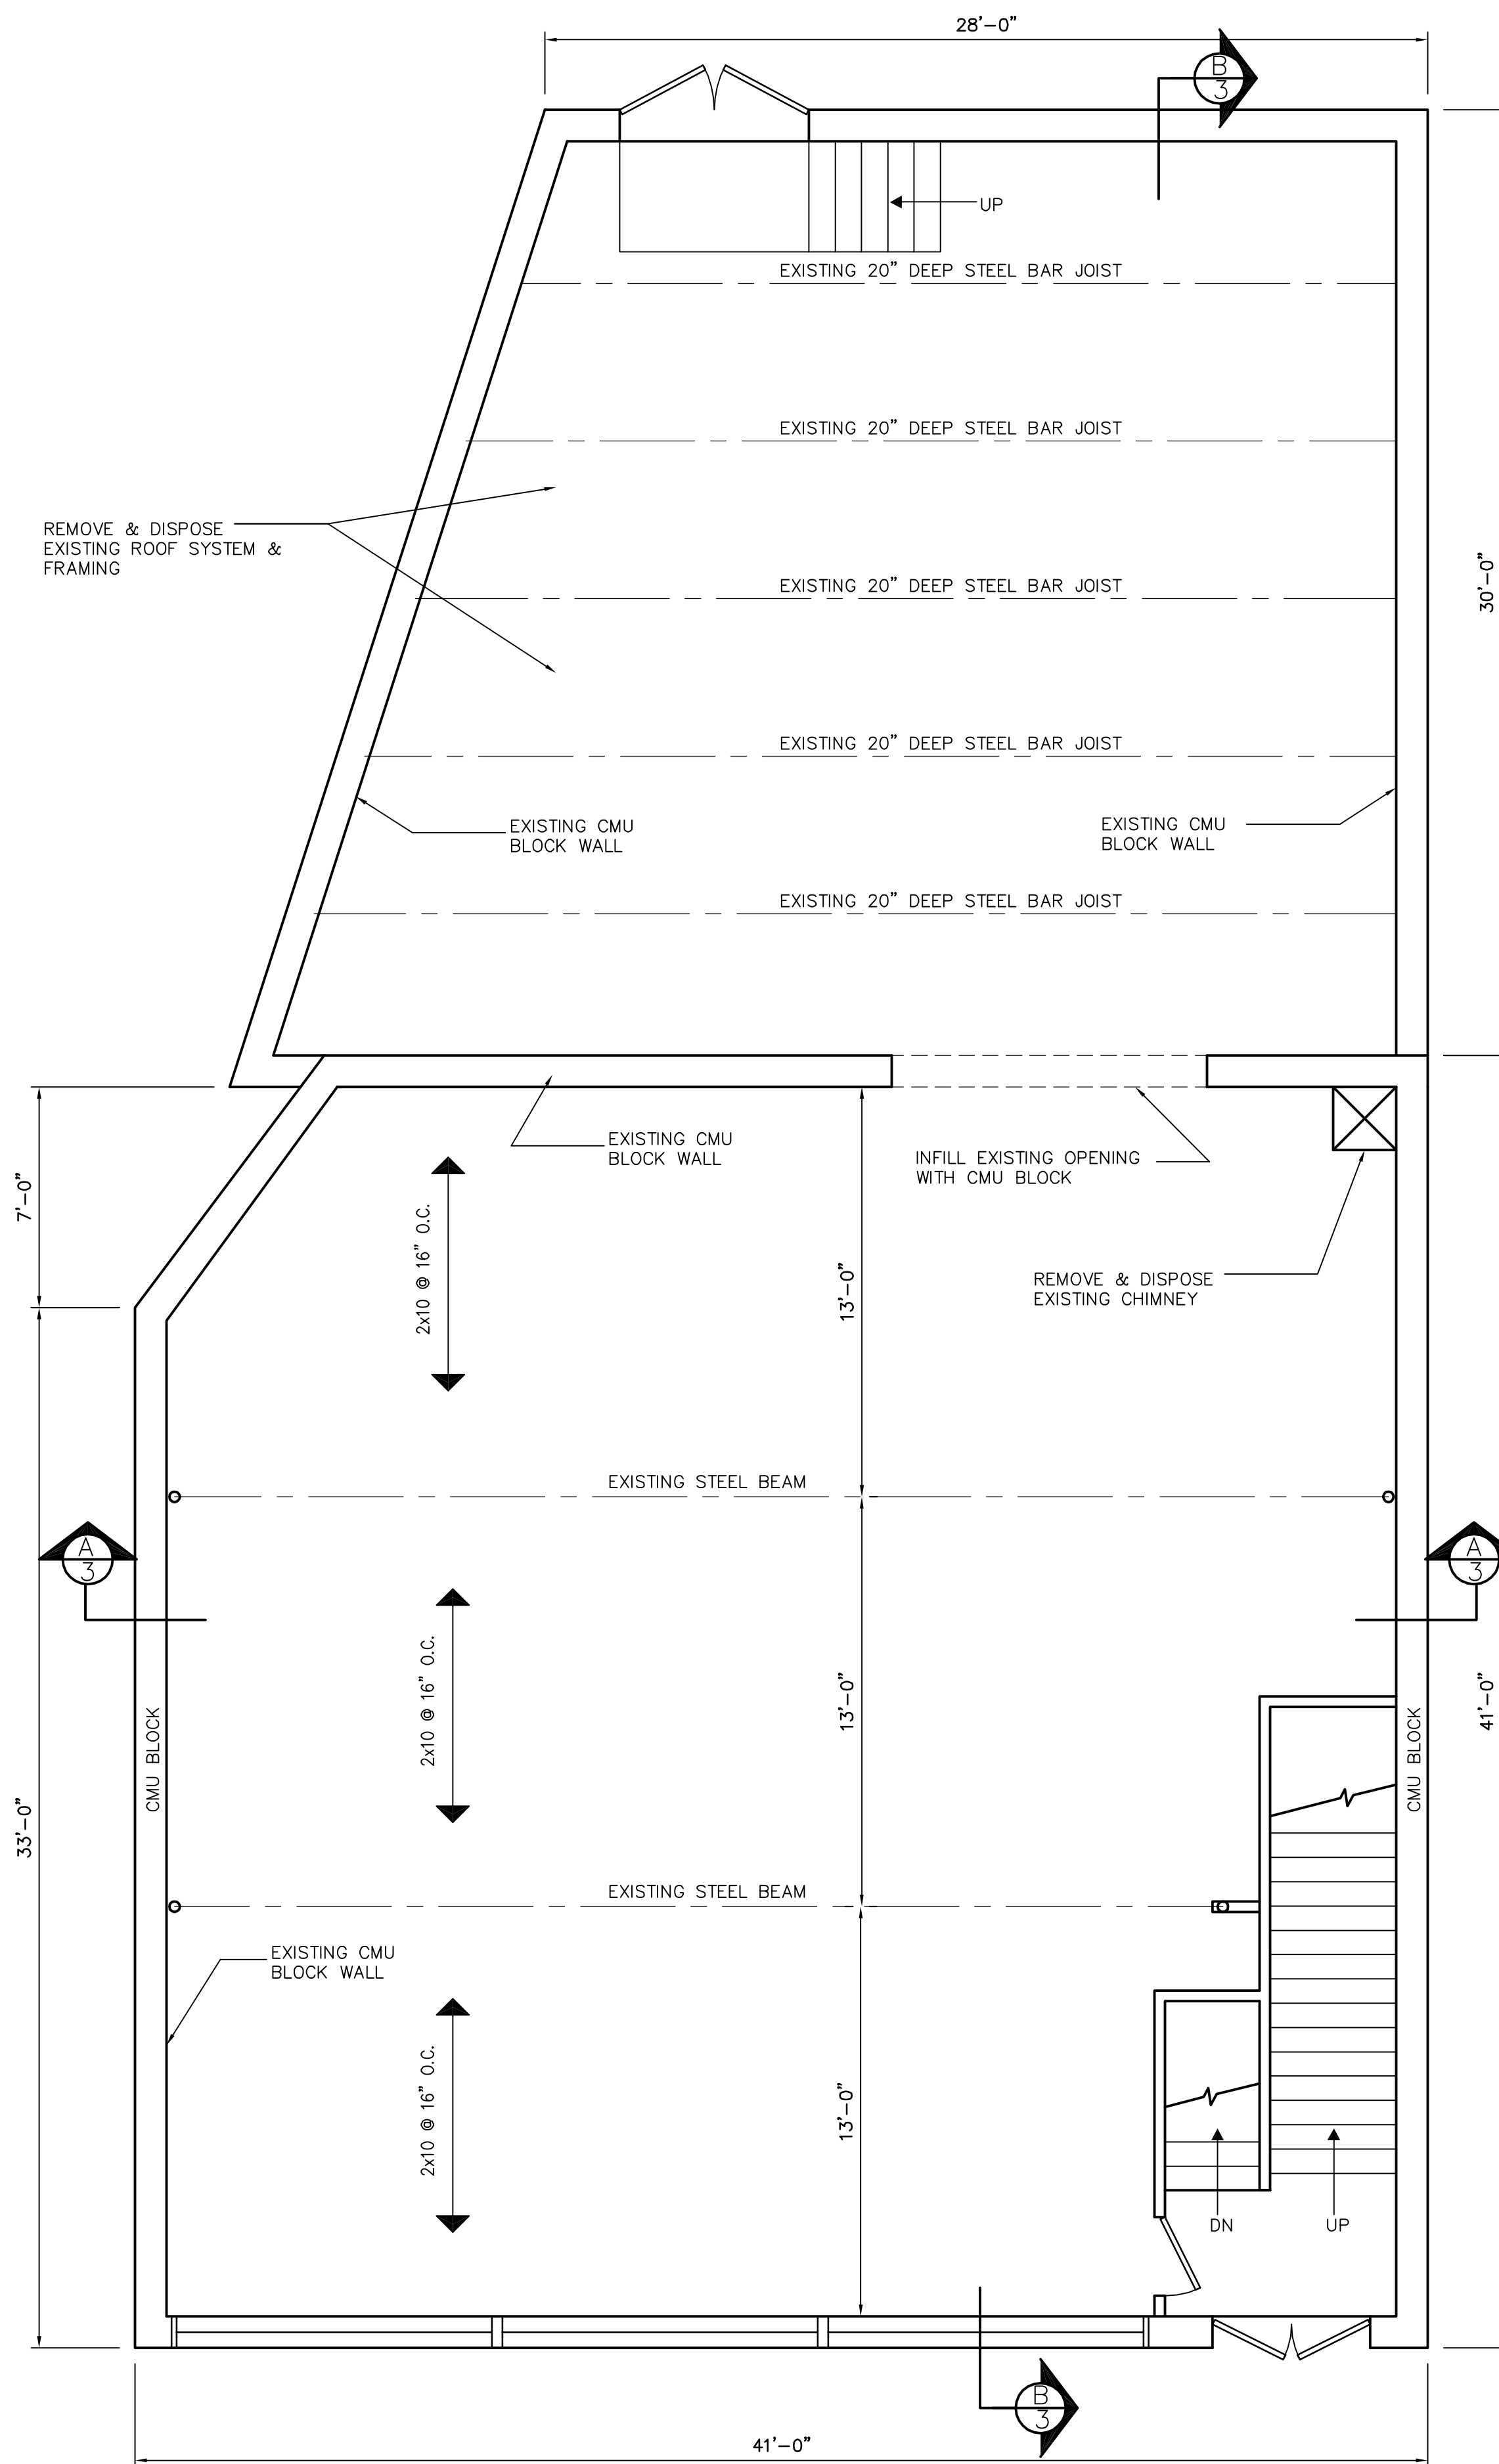 28'-0"
B
3
UP
EXISTING 20" DEEP STEEL BAR JOIST
EXISTING 20" DEEP STEEL BAR JOIST
REMOVE & DISPOSE
EXISTING ROOF SYSTEM &
FRAMING
30'-0"
EXISTING 20" DEEP STEEL BAR JOIST
EXISTING 20" DEEP STEEL BAR JOIST
EXISTING CMU
BLOCK WALL
EXISTING CMU
BLOCK WALL
EXISTING 20" DEEP STEEL BAR JOIST
7'-0"
EXISTING CMU
BLOCK WALL
INFILL EXISTING OPENING
WITH CMU BLOCK
2x10 @ 16" O.C.
13'-0"
REMOVE & DISPOSE
EXISTING CHIMNEY
EXISTING STEEL BEAM
A
3
A
3
2x10 @ 16" O.C.
13'-0"
41'-0"
CMU BLOCK
CMU BLOCK
33'-0"
EXISTING STEEL BEAM
EXISTING CMU
BLOCK WALL
2x10 @ 16" O.C.
13'-0"
DN
UP
B
3
41'-0"